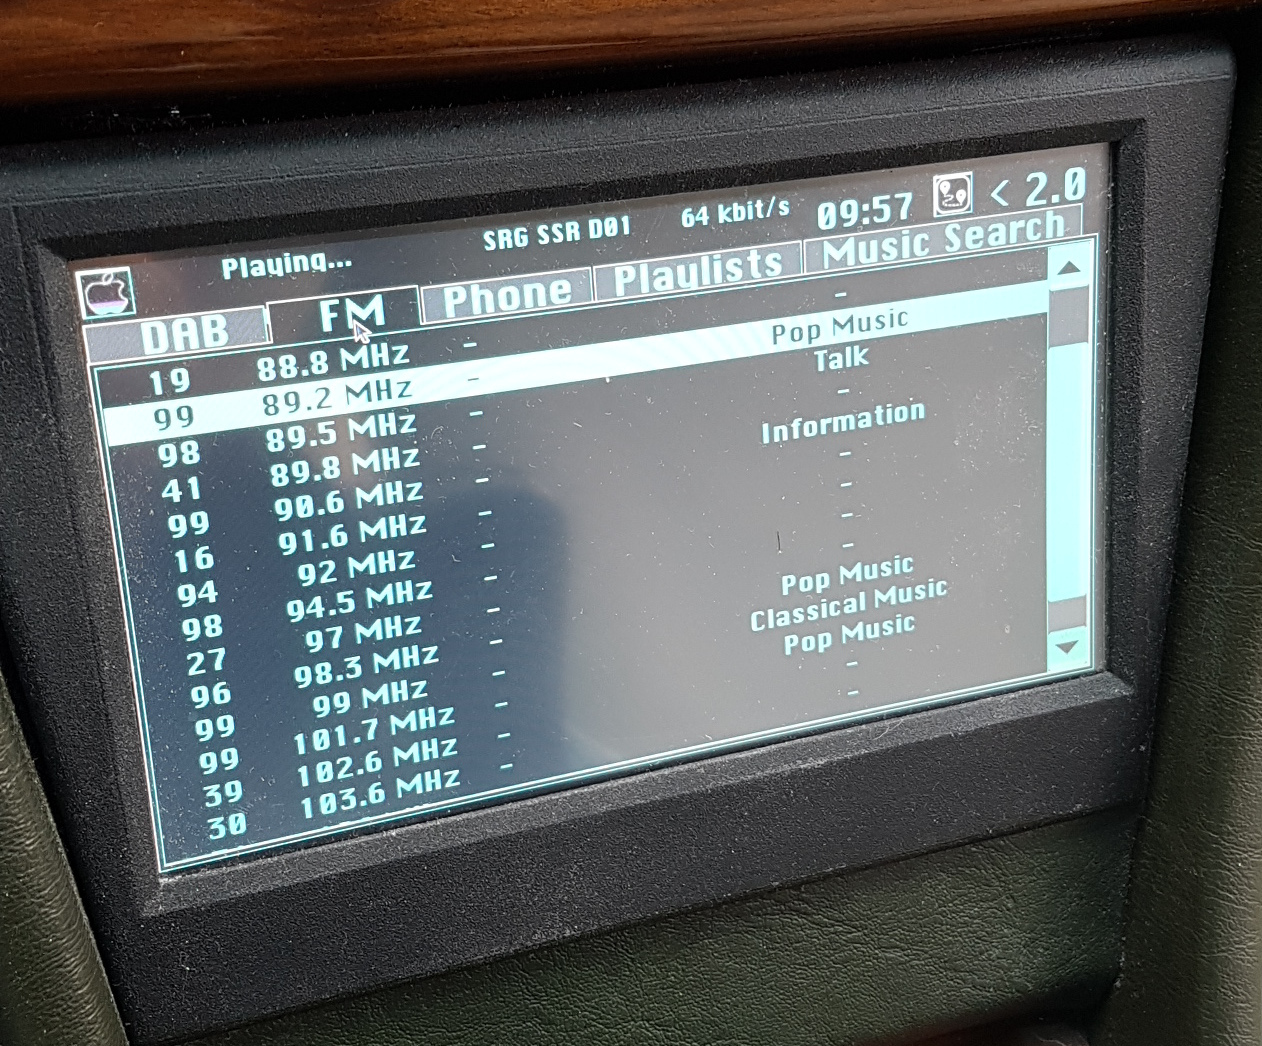 Playing... SRG SSR D01 64 kbit/s 09:57 < 2.0
DAB FM Phone Playlists Music Search
19 88.8 MHz - -
99 89.2 MHz - Pop Music
98 89.5 MHz - Talk
41 89.8 MHz - -
99 90.6 MHz - Information
16 91.6 MHz - -
94 92 MHz - -
98 94.5 MHz - -
27 97 MHz - -
96 98.3 MHz - Pop Music
99 99 MHz - Classical Music
99 101.7 MHz - Pop Music
39 102.6 MHz - -
30 103.6 MHz - -